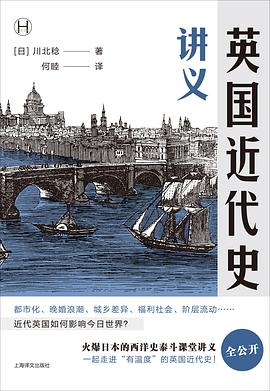 英国近代史
讲义
[日] 川北稔 著
何睦 译
都市化、晚婚浪潮、城乡差异、福利社会、阶层流动……
近代英国如何影响今日世界?
火爆日本的西洋史泰斗课堂讲义
一起走进“有温度”的英国近代史!
全公开
上海译文出版社